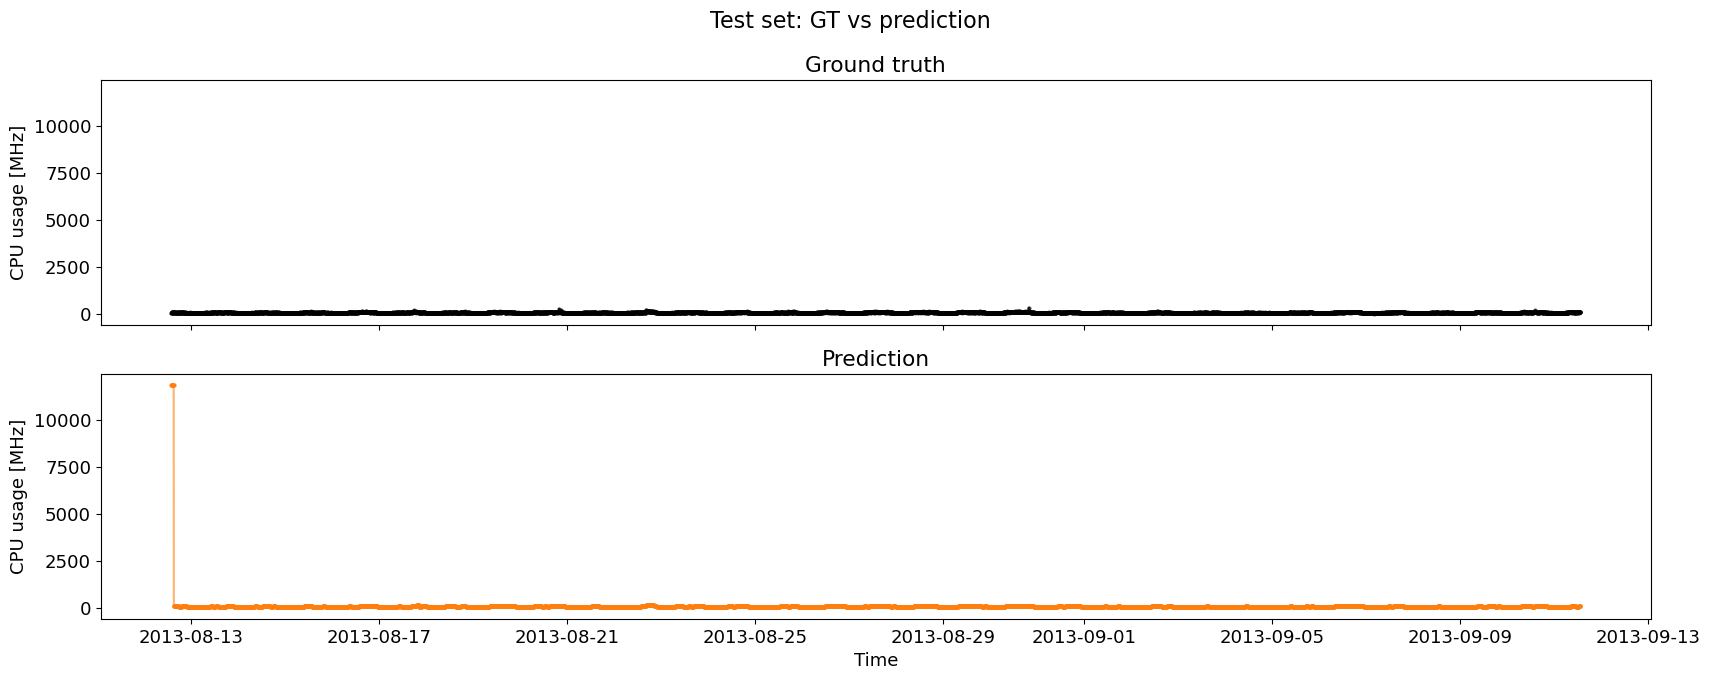 Test set: GT vs prediction
Ground truth
CPU usage [MHz]
10000
7500
5000
2500
0
Prediction
CPU usage [MHz]
10000
7500
5000
2500
0
2013-08-13 2013-08-17 2013-08-21 2013-08-25 2013-08-29 2013-09-01 2013-09-05 2013-09-09 2013-09-13
Time